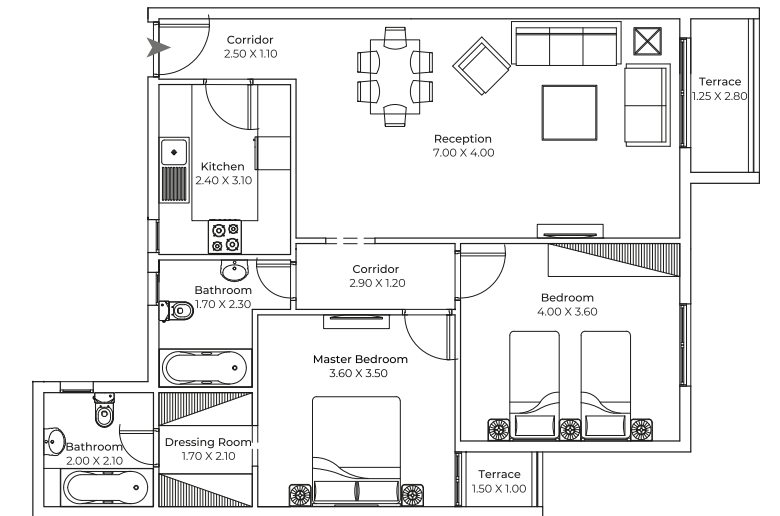 Corridor
2.50 X 1.10
Terrace
1.25 X 2.80
Reception
7.00 X 4.00
Kitchen
2.40 X 3.10
Corridor
2.90 X 1.20
Bathroom
1.70 X 2.30
Bedroom
4.00 X 3.60
Master Bedroom
3.60 X 3.50
Dressing Room
1.70 X 2.10
Bathroom
2.00 X 2.10
Terrace
1.50 X 1.00